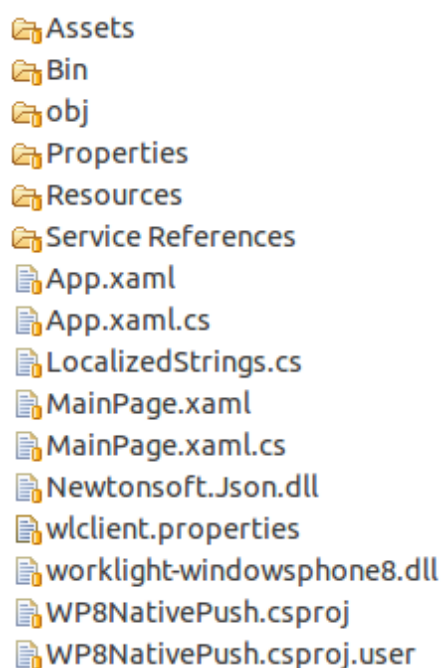 Assets
Bin
obj
Properties
Resources
Service References
App.xaml
App.xaml.cs
LocalizedStrings.cs
MainPage.xaml
MainPage.xaml.cs
Newtonsoft.Json.dll
wlclient.properties
worklight-windowsphone8.dll
WP8NativePush.csproj
WP8NativePush.csproj.user